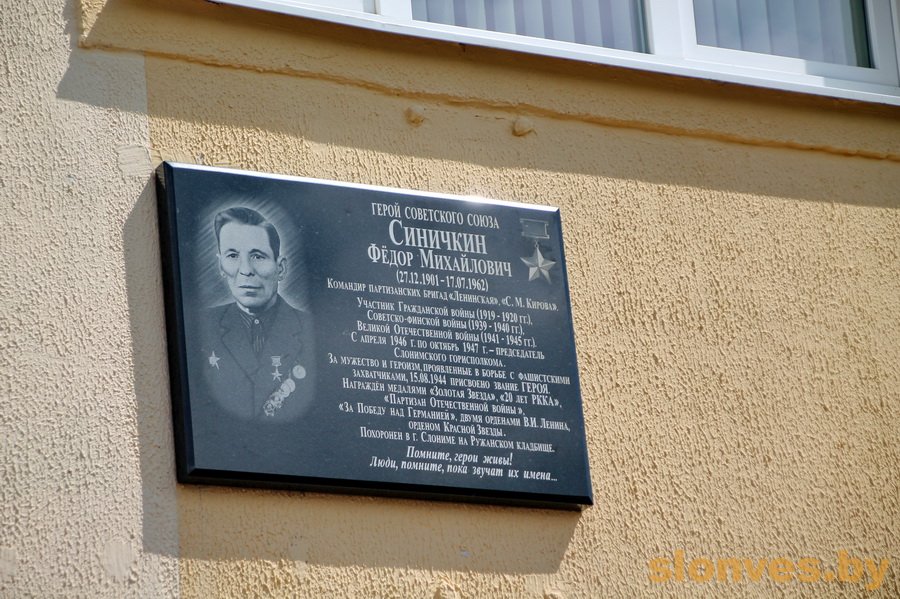 ГЕРОЙ СОВЕТСКОГО СОЮЗА
СИНИЧКИН
ФЁДОР МИХАЙЛОВИЧ
(27.12.1901 - 17.07.1962)
КОМАНДИР ПАРТИЗАНСКИХ БРИГАД «ЛЕНИНСКАЯ», «С. М. КИРОВА».
УЧАСТНИК ГРАЖДАНСКОЙ ВОЙНЫ (1919 - 1920 ГГ.),
СОВЕТСКО-ФИНСКОЙ ВОЙНЫ (1939 - 1940 ГГ.),
ВЕЛИКОЙ ОТЕЧЕСТВЕННОЙ ВОЙНЫ (1941 - 1945 ГГ.).
С АПРЕЛЯ 1946 Г. ПО ОКТЯБРЬ 1947 Г. – ПРЕДСЕДАТЕЛЬ
СЛОНИМСКОГО ГОРИСПОЛКОМА.
ЗА МУЖЕСТВО И ГЕРОИЗМ, ПРОЯВЛЕННЫЕ В БОРЬБЕ С ФАШИСТСКИМИ
ЗАХВАТЧИКАМИ, 15.08.1944 ПРИСВОЕНО ЗВАНИЕ ГЕРОЯ.
НАГРАЖДЁН МЕДАЛЯМИ «ЗОЛОТАЯ ЗВЕЗДА», «20 ЛЕТ РККА»,
«ПАРТИЗАН ОТЕЧЕСТВЕННОЙ ВОЙНЫ»,
«ЗА ПОБЕДУ НАД ГЕРМАНИЕЙ», ДВУМЯ ОРДЕНАМИ В.И. ЛЕНИНА,
ОРДЕНОМ КРАСНОЙ ЗВЕЗДЫ.
ПОХОРОНЕН В Г. СЛОНИМЕ НА РУЖАНСКОМ КЛАДБИЩЕ.
Помните, герои живы!
Люди, помните, пока звучат их имена...
slonves.by